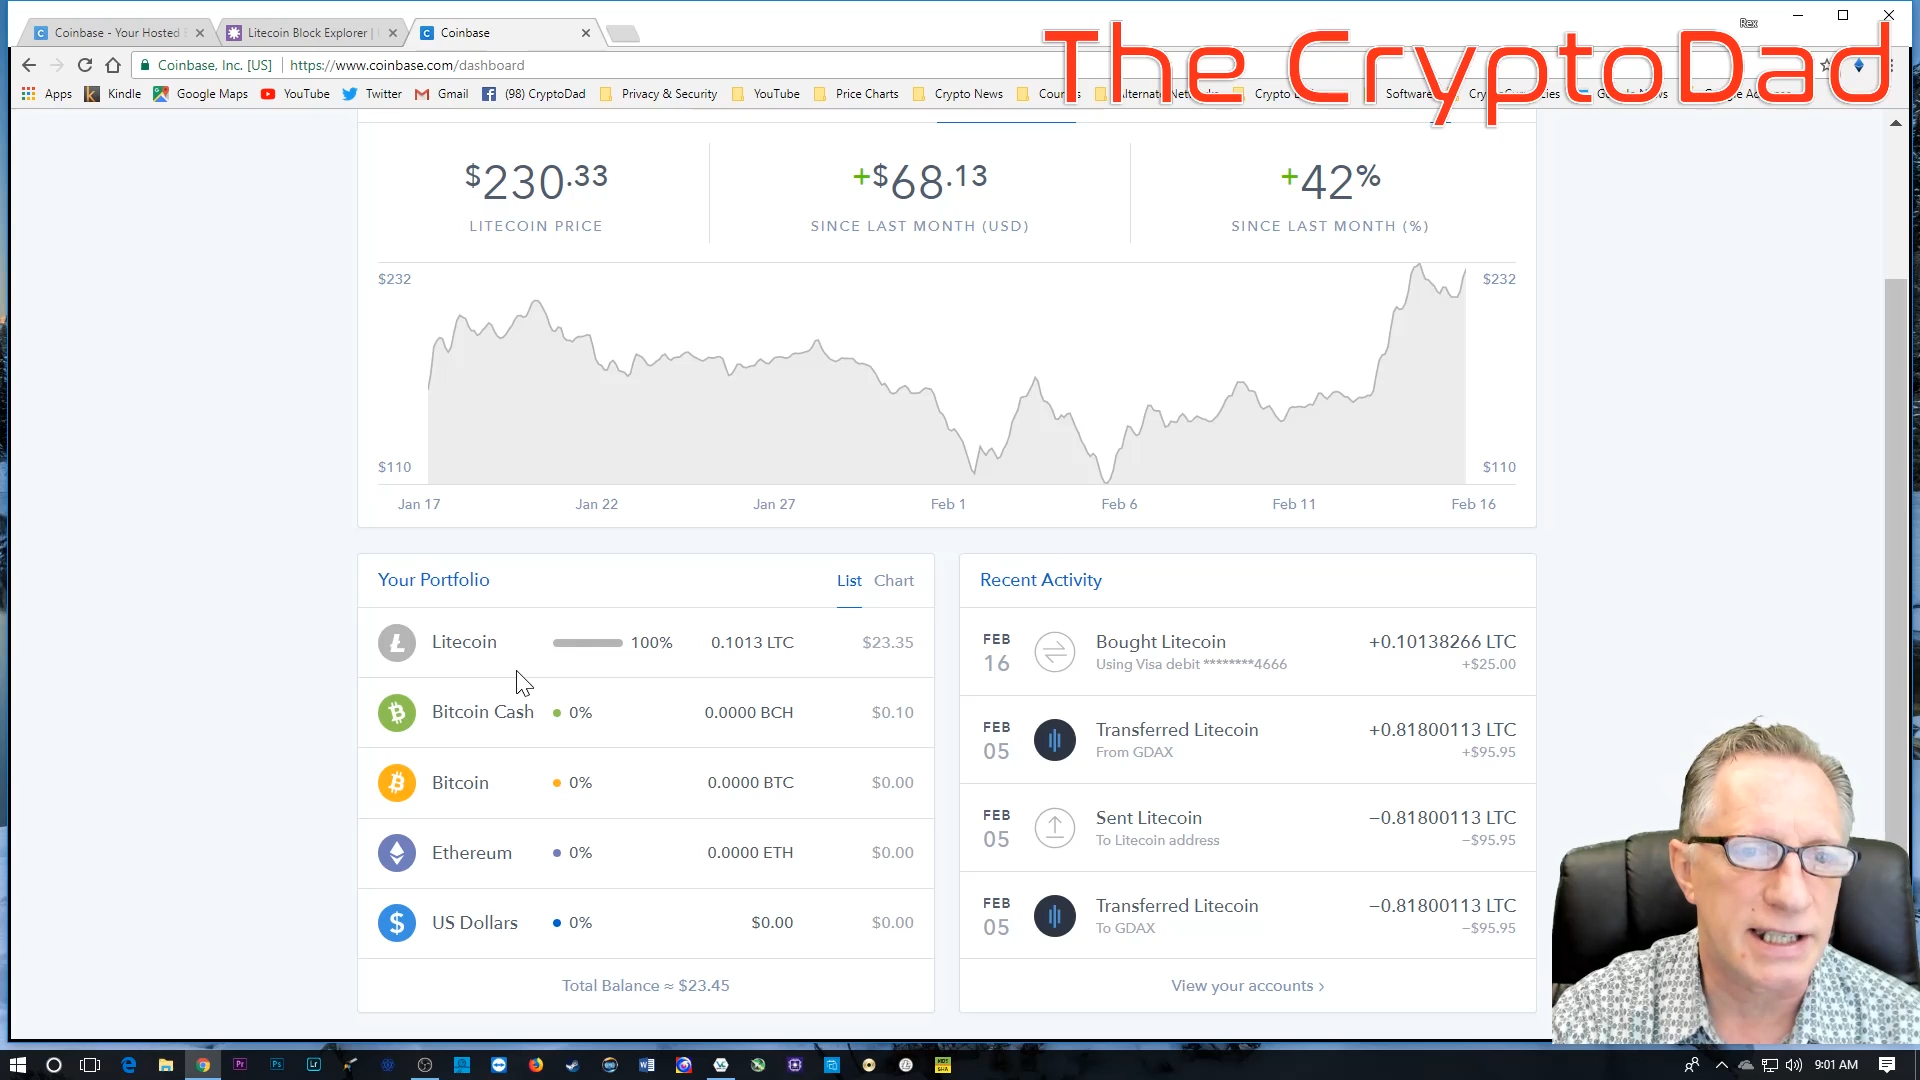 Coinbase - Your Hosted
Litecoin Block Explorer |
Coinbase
Rex
The CryptoDad
Coinbase, Inc. [US]
https://www.coinbase.com/dashboard
Apps
Kindle
Google Maps
YouTube
Twitter
Gmail
(98) CryptoDad
Privacy & Security
YouTube
Price Charts
Crypto News
$230.33
LITECOIN PRICE
+$68.13
SINCE LAST MONTH (USD)
+42%
SINCE LAST MONTH (%)
$232
$232
$110
$110
Jan 17
Jan 22
Jan 27
Feb 1
Feb 6
Feb 11
Feb 16
Your Portfolio
List
Chart
Litecoin
100%
0.1013 LTC
$23.35
Bitcoin Cash
0%
0.0000 BCH
$0.10
Bitcoin
0%
0.0000 BTC
$0.00
Ethereum
0%
0.0000 ETH
$0.00
US Dollars
0%
$0.00
$0.00
Total Balance ≈ $23.45
Recent Activity
FEB
16
Bought Litecoin
+0.10138266 LTC
Using Visa debit ********4666
+$25.00
FEB
05
Transferred Litecoin
+0.81800113 LTC
From GDAX
+$95.95
FEB
05
Sent Litecoin
−0.81800113 LTC
To Litecoin address
−$95.95
FEB
05
Transferred Litecoin
−0.81800113 LTC
To GDAX
−$95.95
View your accounts ›
9:01 AM